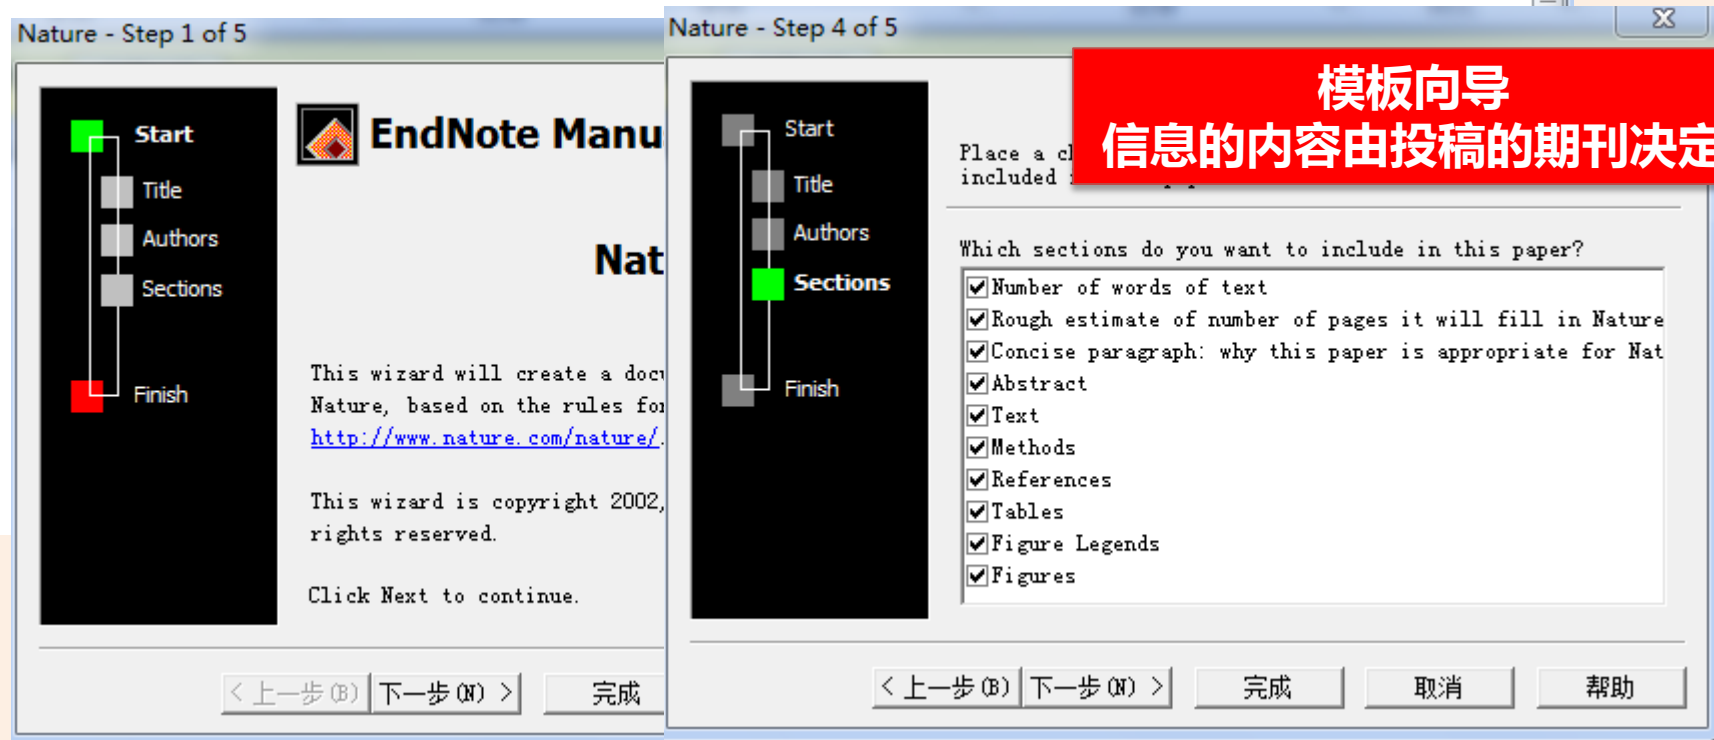 Nature - Step 1 of 5
Start
Title
Authors
Sections
Finish
EndNote Manu
Nat
This wizard will create a docu
Nature, based on the rules for
http://www.nature.com/nature/.
This wizard is copyright 2002,
rights reserved.
Click Next to continue.
< 上一步(B)
下一步(N) >
完成
Nature - Step 4 of 5
模板向导
信息的内容由投稿的期刊决定
Start
Title
Authors
Sections
Finish
Place a c
included
Which sections do you want to include in this paper?
Number of words of text
Rough estimate of number of pages it will fill in Nature
Concise paragraph: why this paper is appropriate for Nat
Abstract
Text
Methods
References
Tables
Figure Legends
Figures
< 上一步(B)
下一步(N) >
完成
取消
帮助